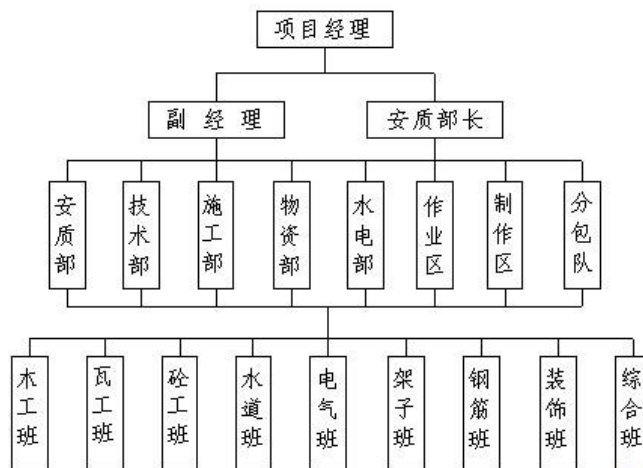 项目经理
副经理
安质部长
安质部
技术部
施工部
物资部
水电部
作业区
制作区
分包队
木工班
瓦工班
砼工班
水道班
电气班
架子班
钢筋班
装饰班
综合班